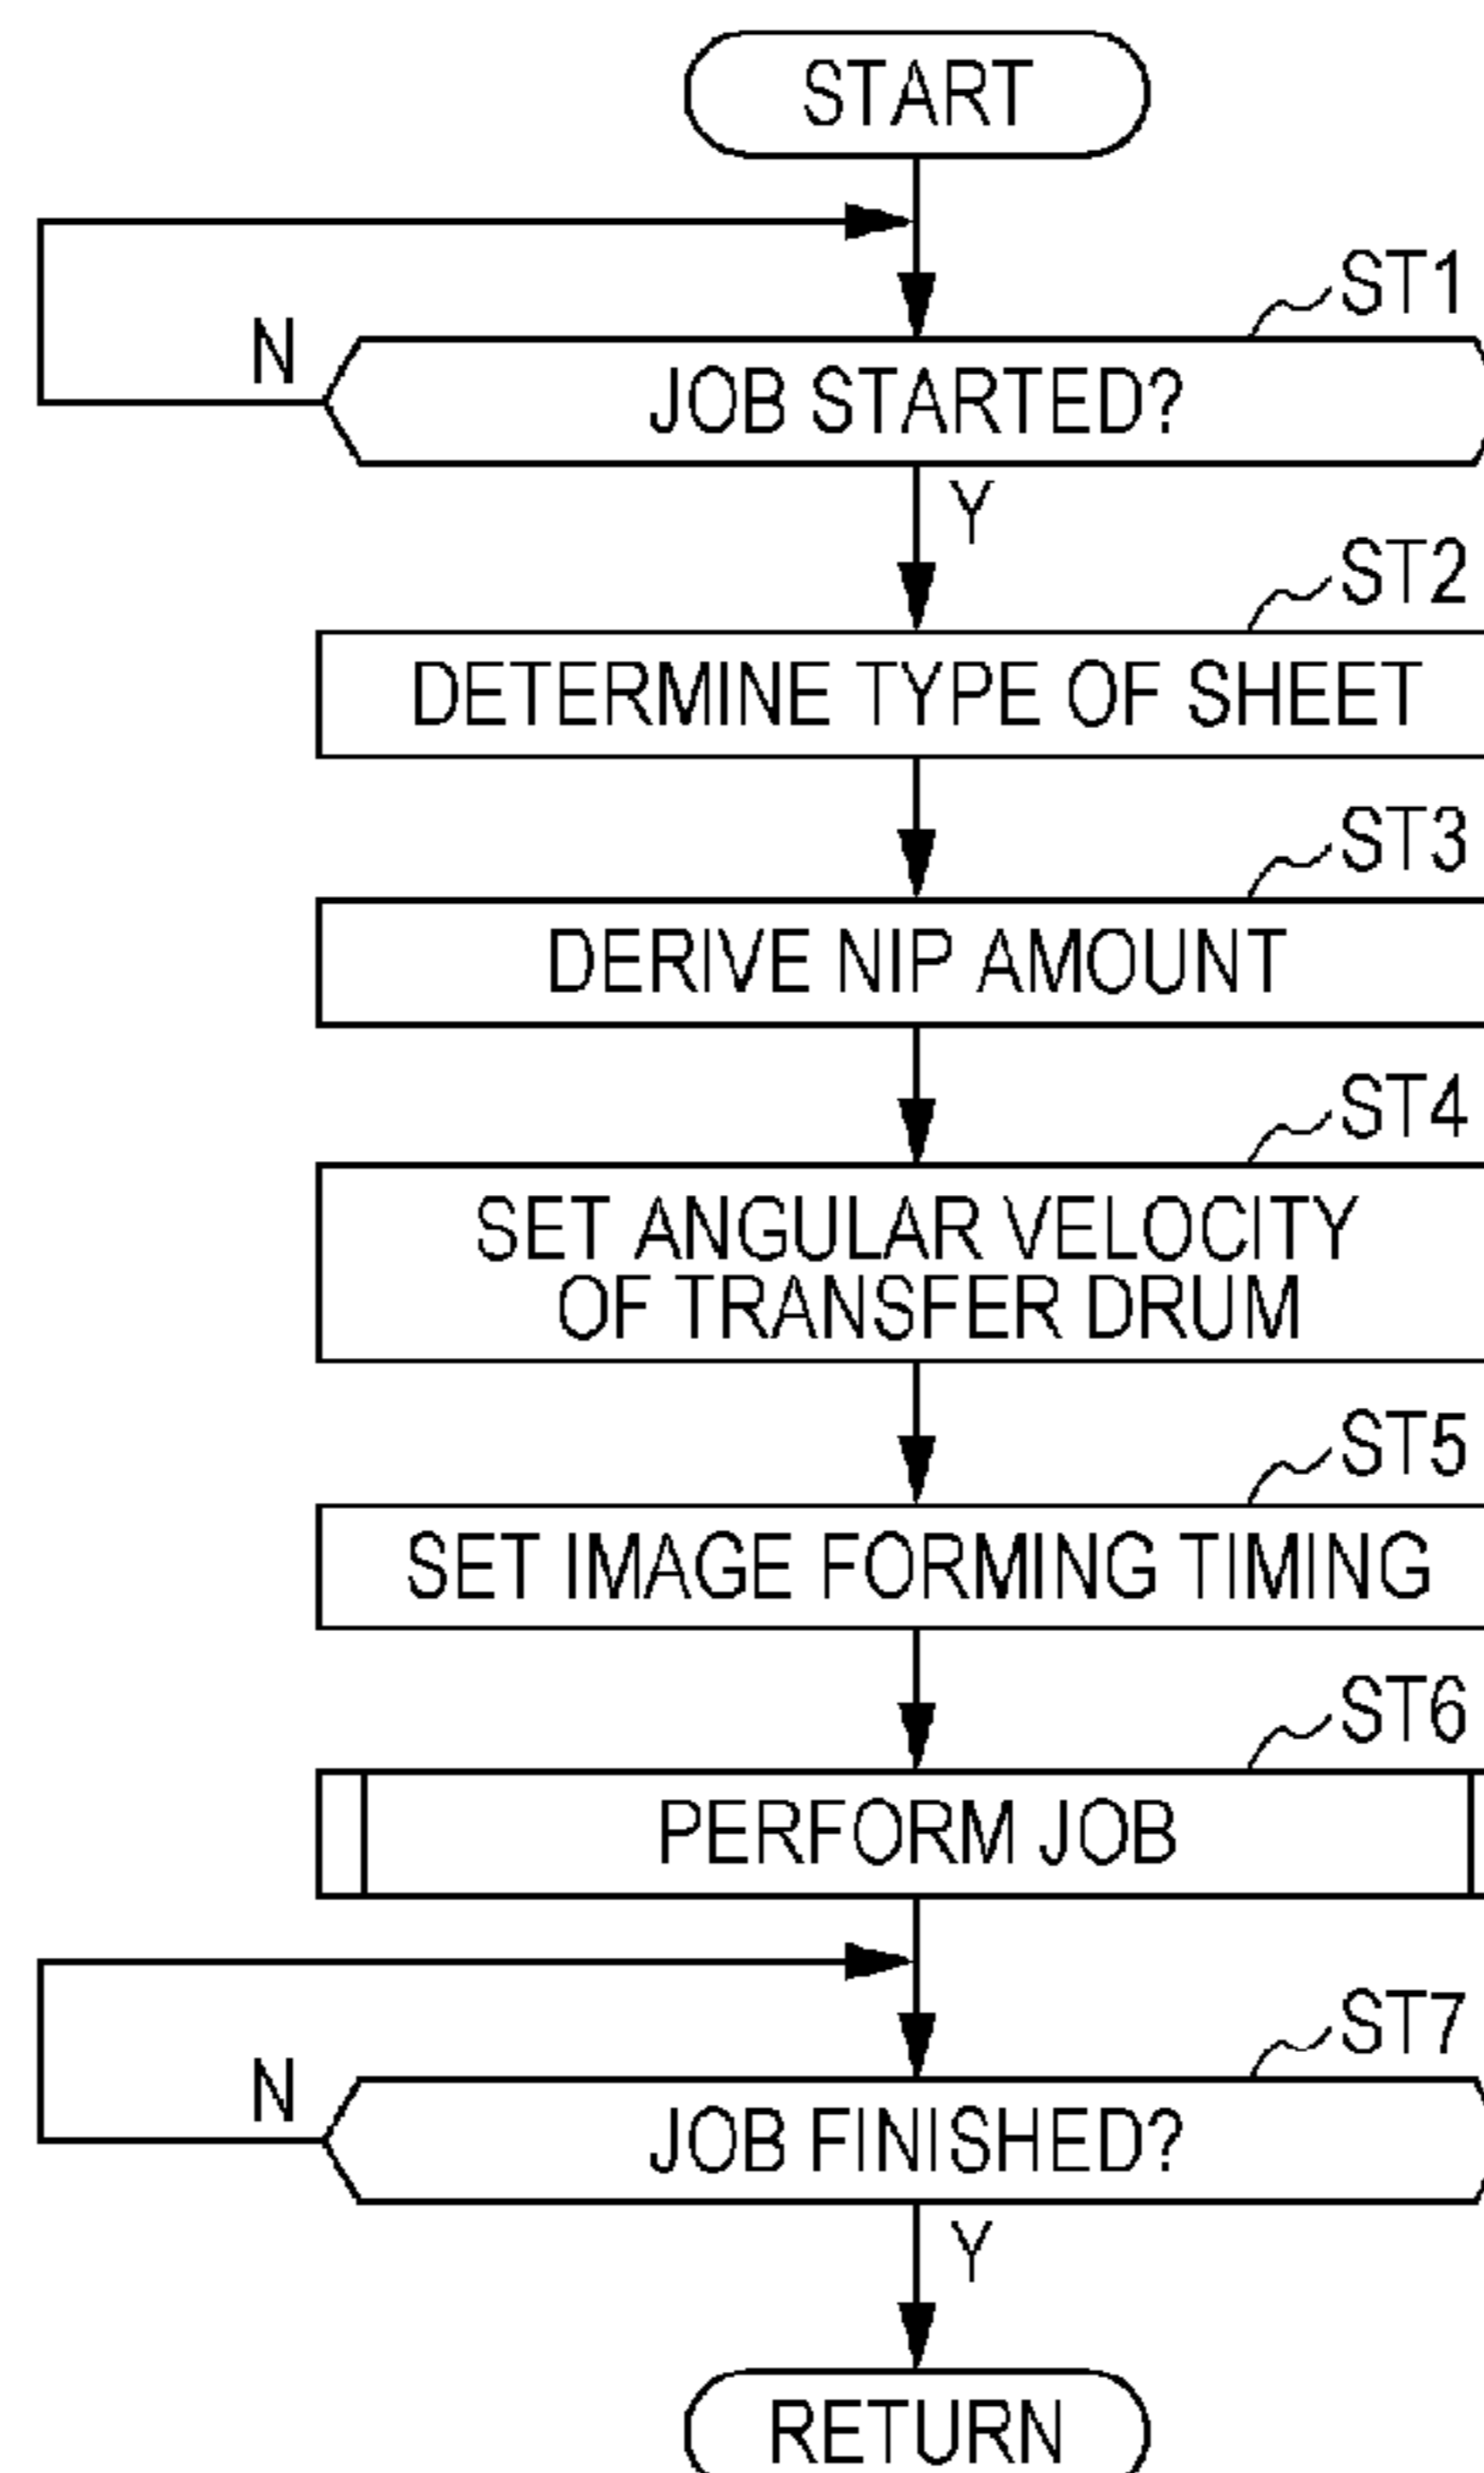 START
ST1
N
JOB STARTED?
Y
ST2
DETERMINE TYPE OF SHEET
ST3
DERIVE NIP AMOUNT
ST4
SET ANGULAR VELOCITY
OF TRANSFER DRUM
ST5
SET IMAGE FORMING TIMING
ST6
PERFORM JOB
ST7
N
JOB FINISHED?
Y
RETURN